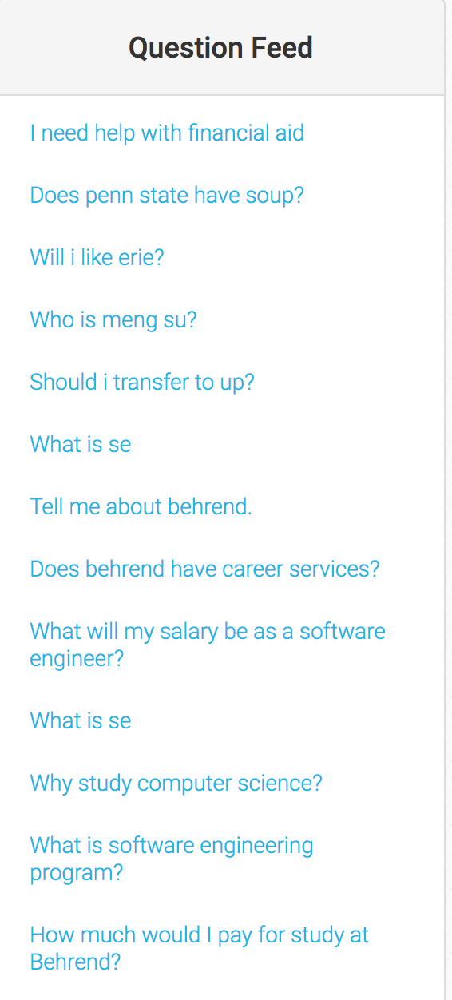 Question Feed
I need help with financial aid
Does penn state have soup?
Will i like erie?
Who is meng su?
Should i transfer to up?
What is se
Tell me about behrend.
Does behrend have career services?
What will my salary be as a software
engineer?
What is se
Why study computer science?
What is software engineering
program?
How much would I pay for study at
Behrend?